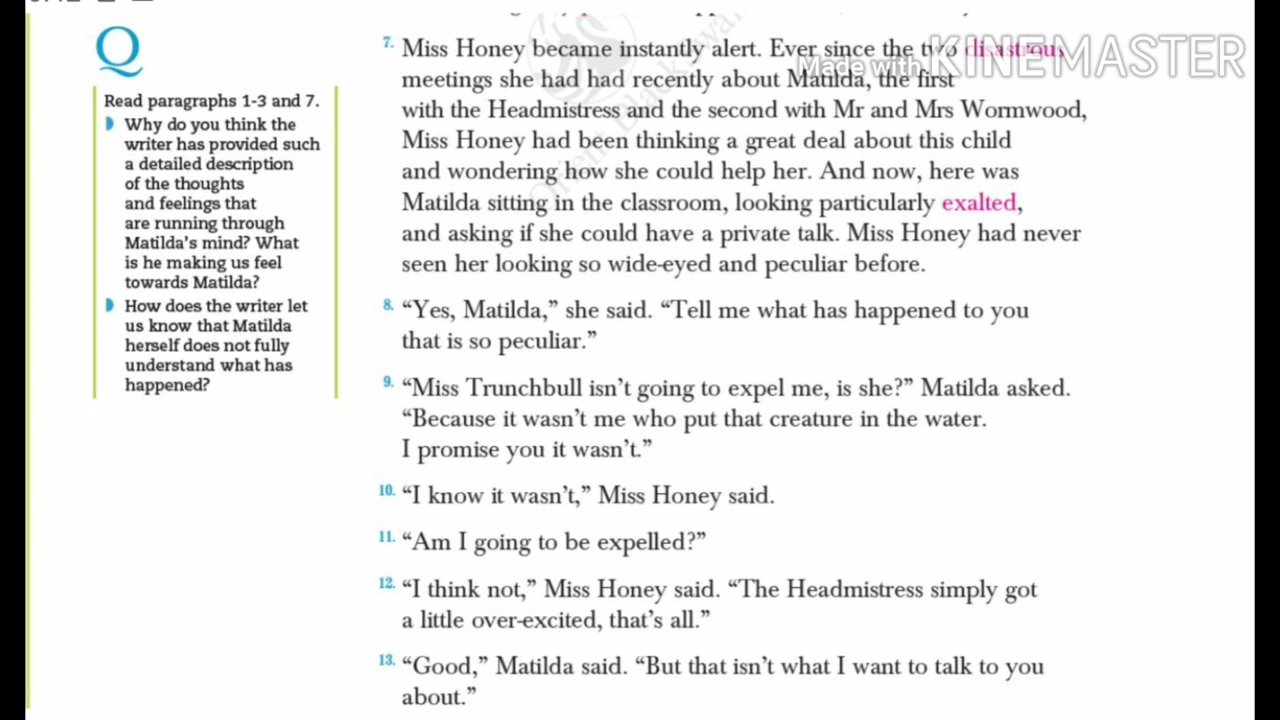 Q
Read paragraphs 1-3 and 7.
Why do you think the
writer has provided such
a detailed description
of the thoughts
and feelings that
are running through
Matilda's mind? What
is he making us feel
towards Matilda?
How does the writer let
us know that Matilda
herself does not fully
understand what has
happened?
7. Miss Honey became instantly alert. Ever since the two disastrous
Made with KINEMASTER
meetings she had had recently about Matilda, the first
with the Headmistress and the second with Mr and Mrs Wormwood,
Miss Honey had been thinking a great deal about this child
and wondering how she could help her. And now, here was
Matilda sitting in the classroom, looking particularly exalted,
and asking if she could have a private talk. Miss Honey had never
seen her looking so wide-eyed and peculiar before.
8. “Yes, Matilda,” she said. “Tell me what has happened to you
that is so peculiar.”
9. “Miss Trunchbull isn’t going to expel me, is she?” Matilda asked.
“Because it wasn’t me who put that creature in the water.
I promise you it wasn’t.”
10. “I know it wasn’t,” Miss Honey said.
11. “Am I going to be expelled?”
12. “I think not,” Miss Honey said. “The Headmistress simply got
a little over-excited, that’s all.”
13. “Good,” Matilda said. “But that isn’t what I want to talk to you
about.”